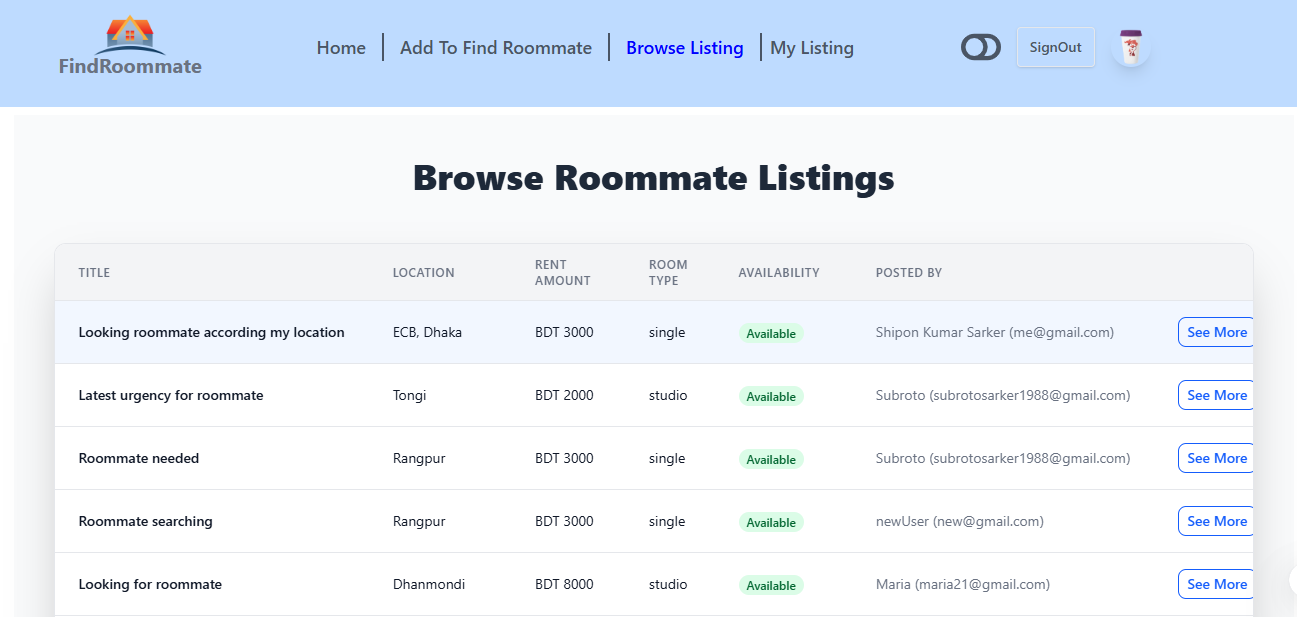 FindRoommate
Home Add To Find Roommate Browse Listing My Listing SignOut
Browse Roommate Listings
TITLE LOCATION RENT AMOUNT ROOM TYPE AVAILABILITY POSTED BY
Looking roommate according my location ECB, Dhaka BDT 3000 single Available Shipon Kumar Sarker (me@gmail.com) See More
Latest urgency for roommate Tongi BDT 2000 studio Available Subroto (subrotosarker1988@gmail.com) See More
Roommate needed Rangpur BDT 3000 single Available Subroto (subrotosarker1988@gmail.com) See More
Roommate searching Rangpur BDT 3000 single Available newUser (new@gmail.com) See More
Looking for roommate Dhanmondi BDT 8000 studio Available Maria (maria21@gmail.com) See More